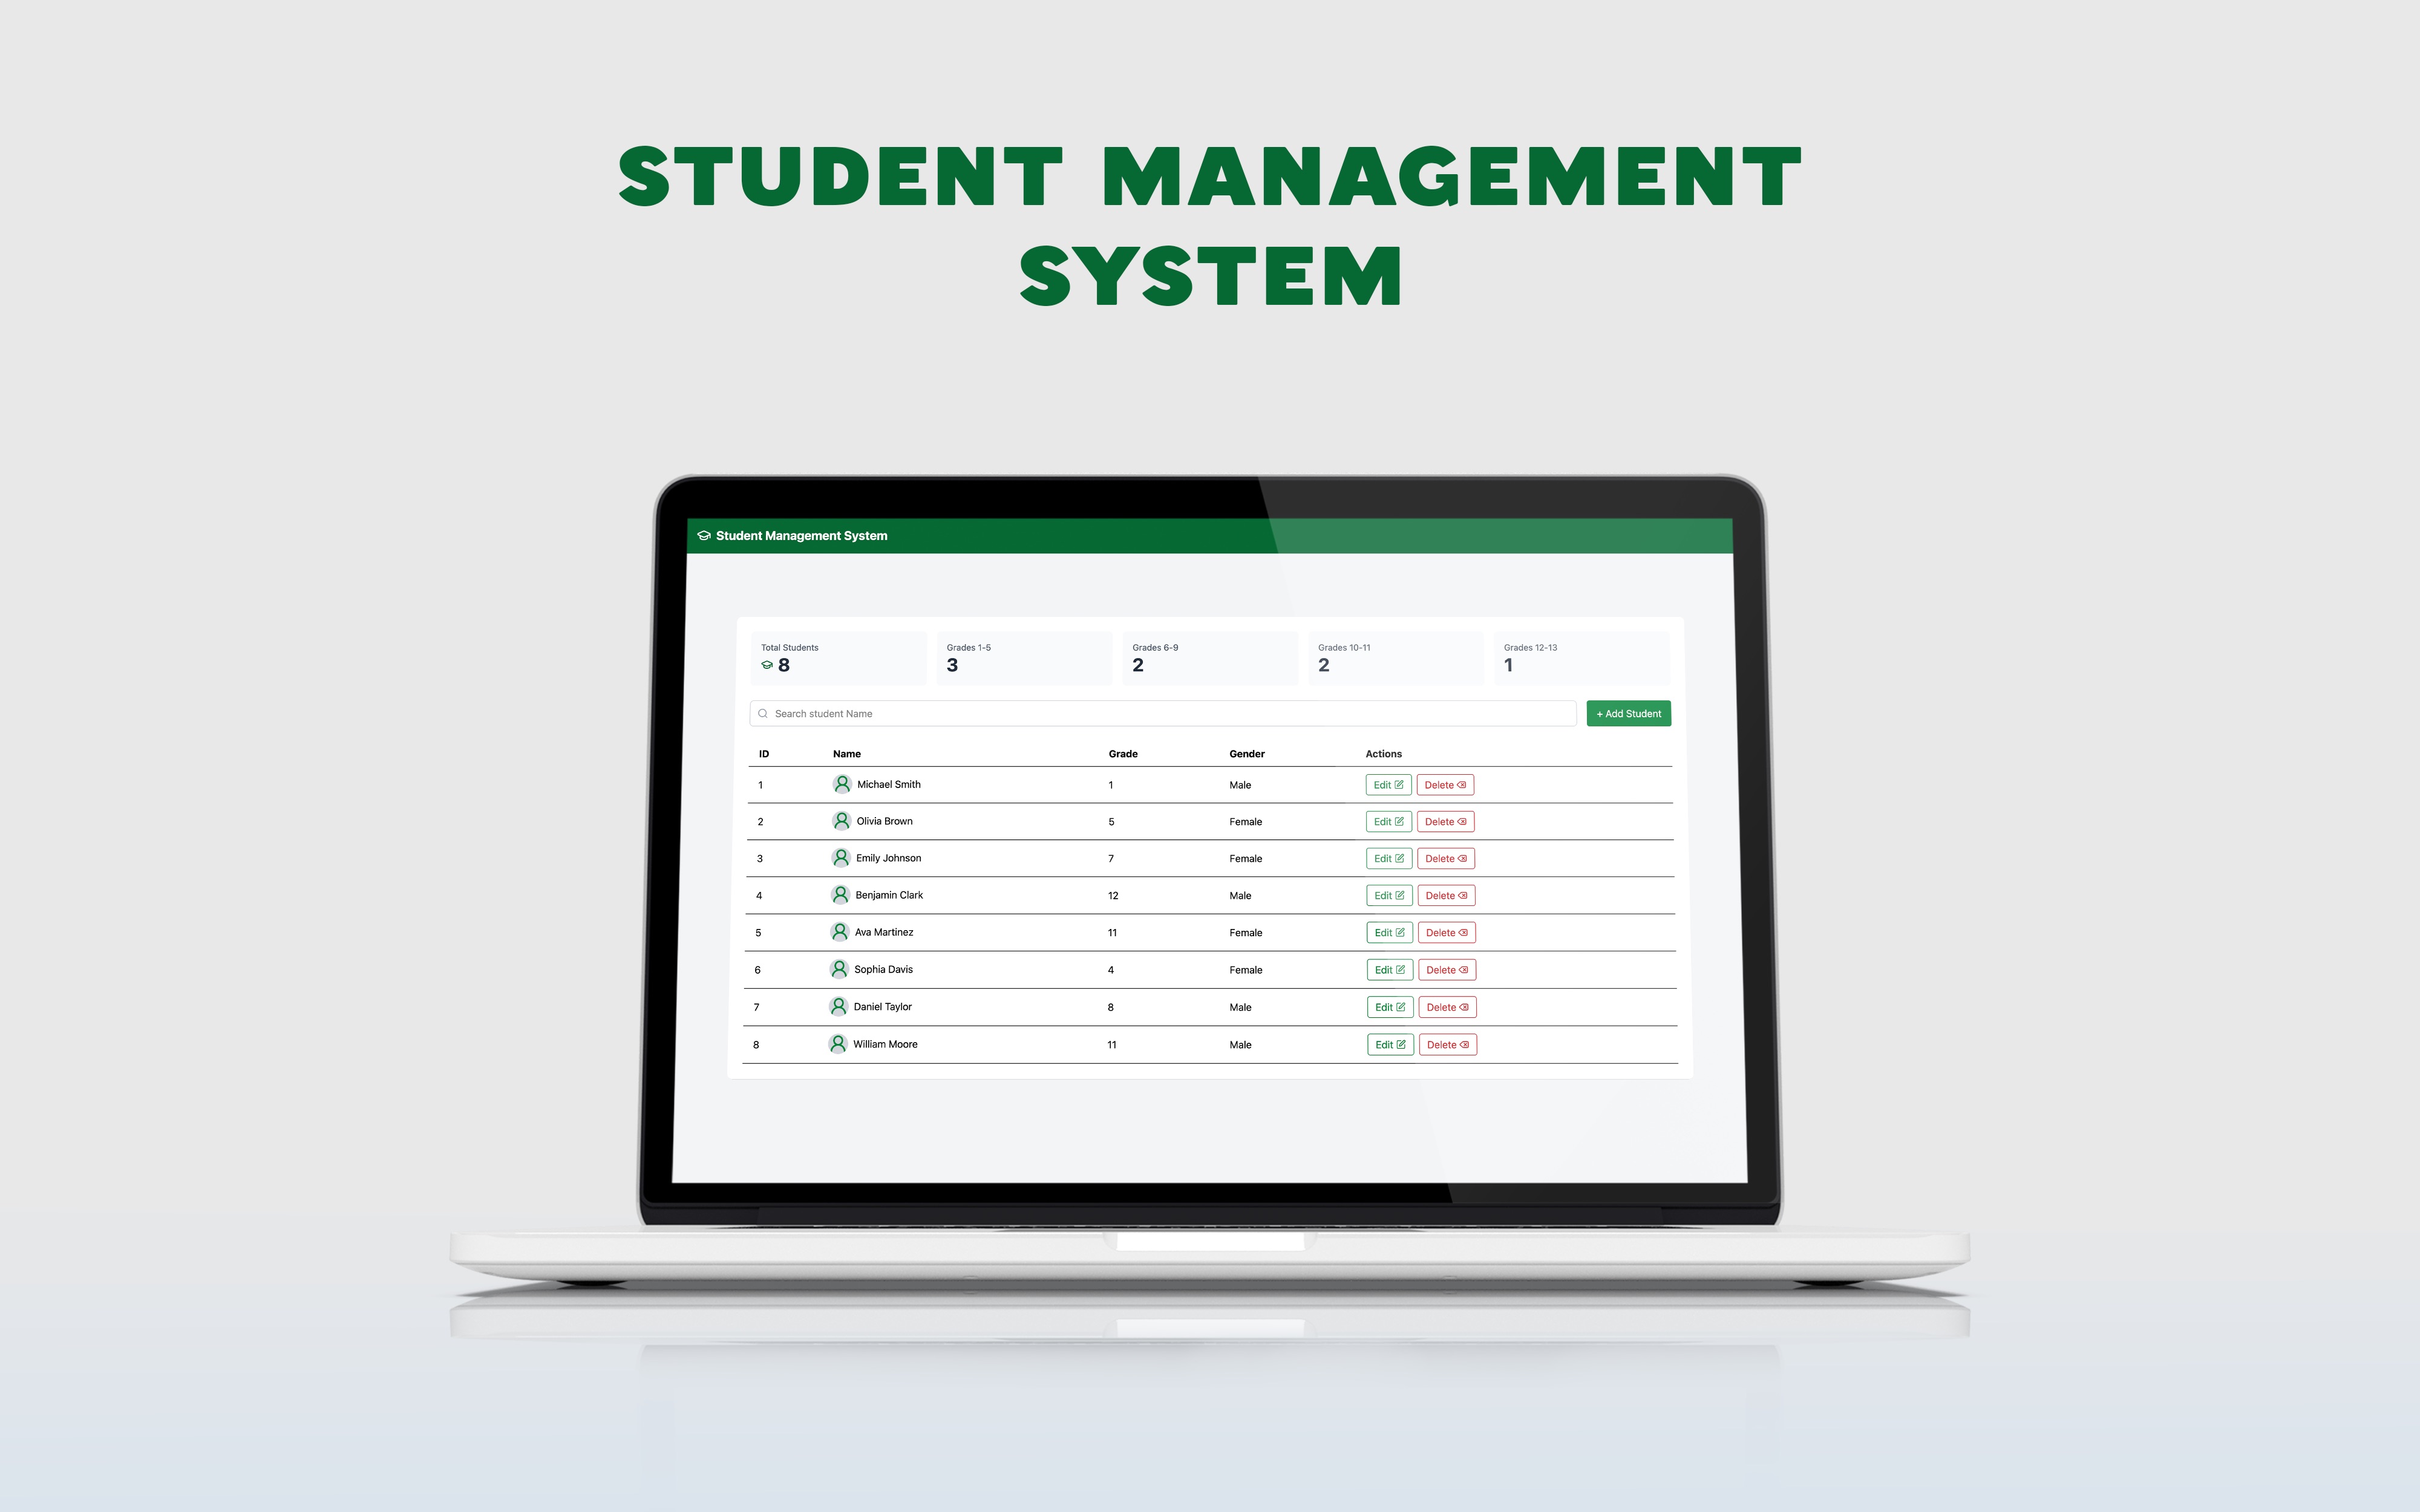 STUDENT MANAGEMENT
SYSTEM
Student Management System
Total Students Grades 1-5 Grades 6-9 Grades 10-11 Grades 12-13
8 3 2 2 1
Search student Name + Add Student
ID Name Grade Gender Actions
1 Michael Smith 1 Male Edit Delete
2 Olivia Brown 5 Female Edit Delete
3 Emily Johnson 7 Female Edit Delete
4 Benjamin Clark 12 Male Edit Delete
5 Ava Martinez 11 Female Edit Delete
6 Sophia Davis 4 Female Edit Delete
7 Daniel Taylor 8 Male Edit Delete
8 William Moore 11 Male Edit Delete